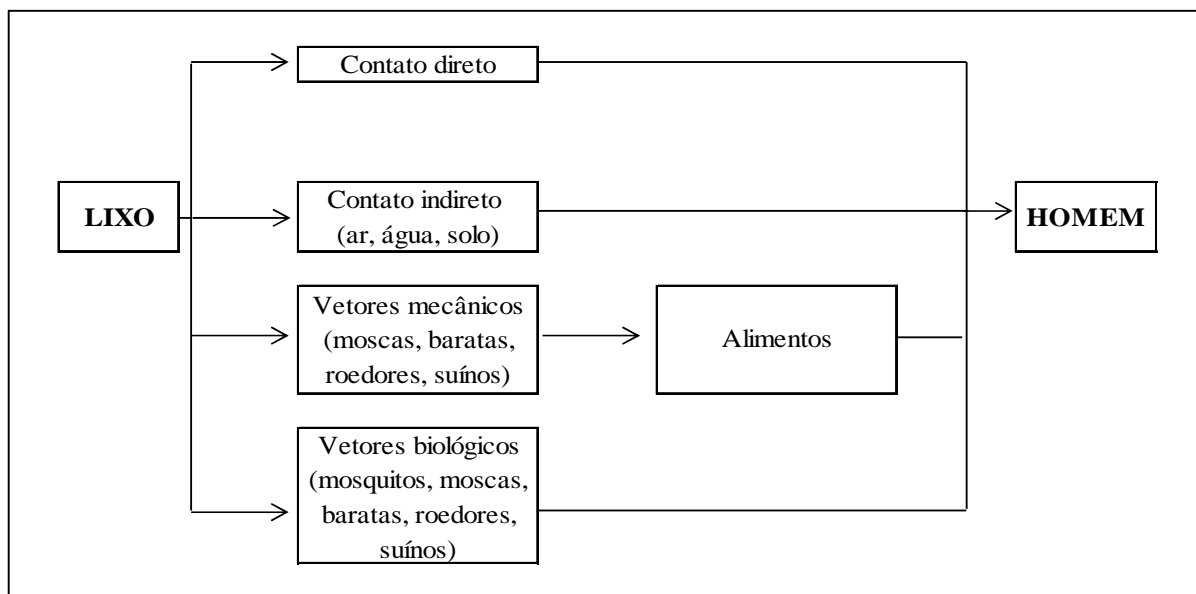 Contato direto
LIXO
Contato indireto
(ar, água, solo)
HOMEM
Vetores mecânicos
(moscas, baratas,
roedores, suínos)
Alimentos
Vetores biológicos
(mosquitos, moscas,
baratas, roedores,
suínos)